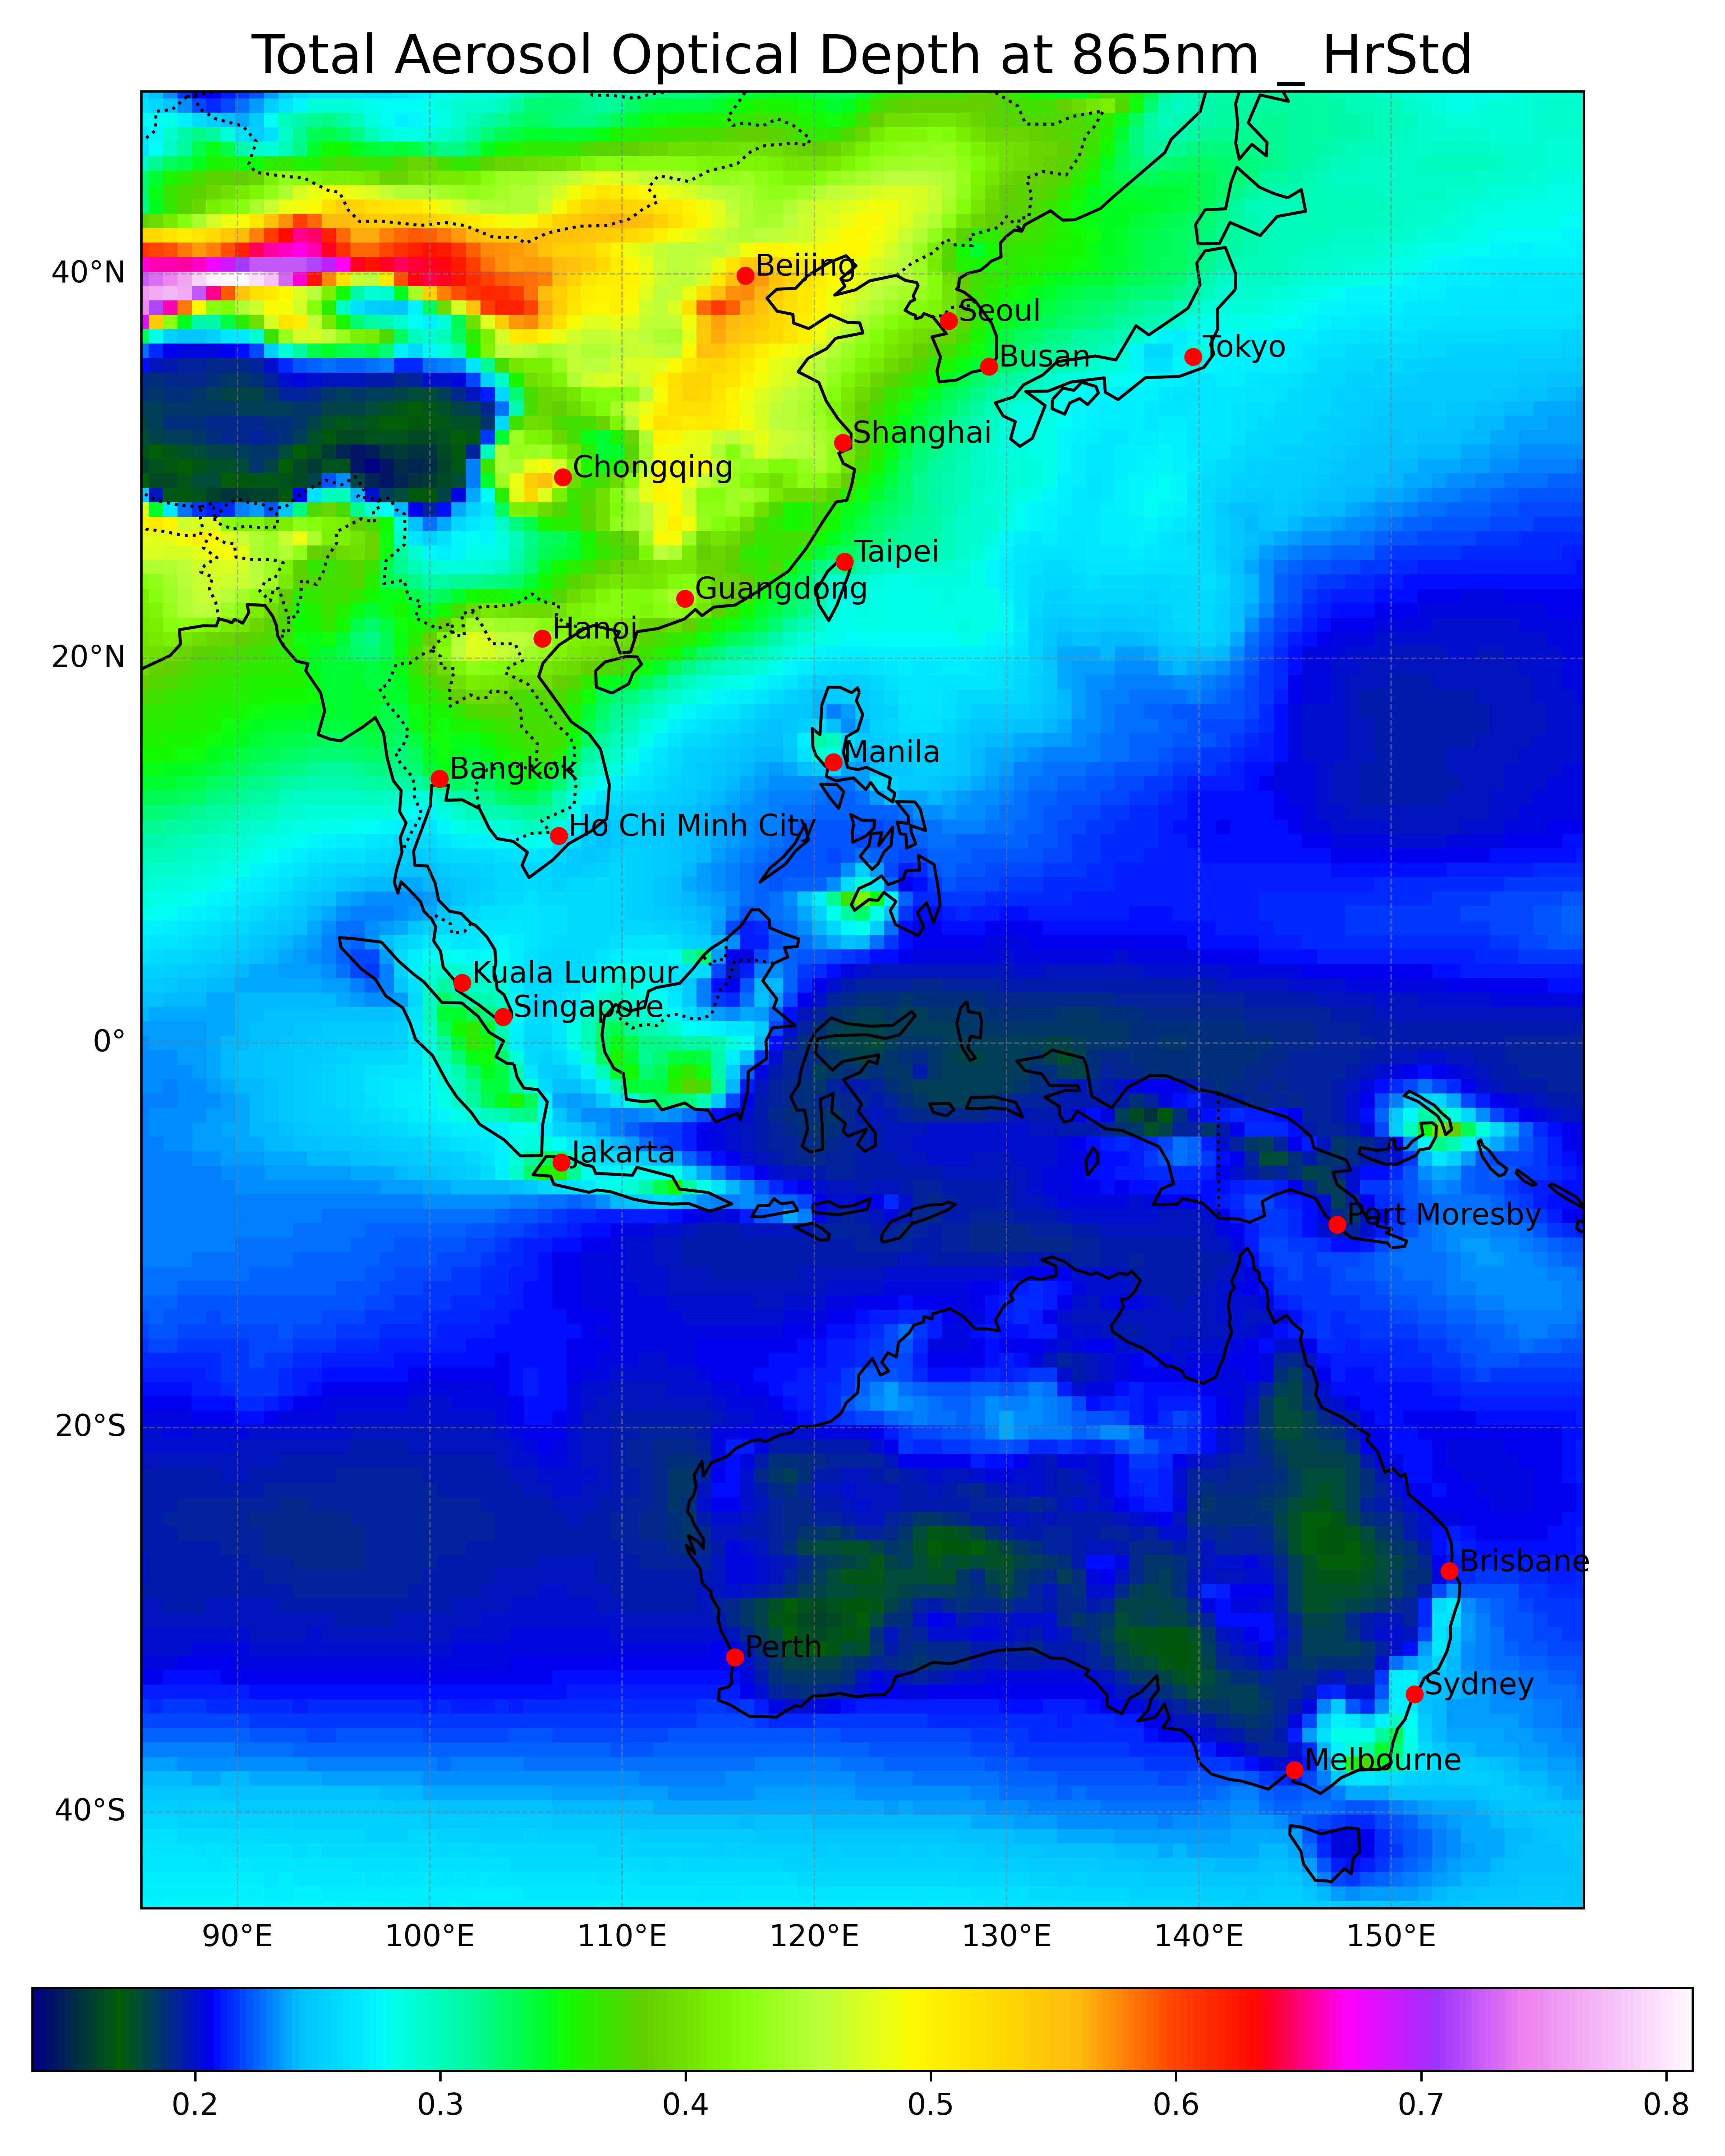 Total Aerosol Optical Depth at 865nm _ HrStd
40°N
20°N
0°
20°S
40°S
Beijing
Seoul
Busan
Tokyo
Shanghai
Chongqing
Taipei
Guangdong
Hanoi
Manila
Bangkok
Ho Chi Minh City
Kuala Lumpur
Singapore
Jakarta
Port Moresby
Brisbane
Perth
Sydney
Melbourne
90°E 100°E 110°E 120°E 130°E 140°E 150°E
0.2 0.3 0.4 0.5 0.6 0.7 0.8